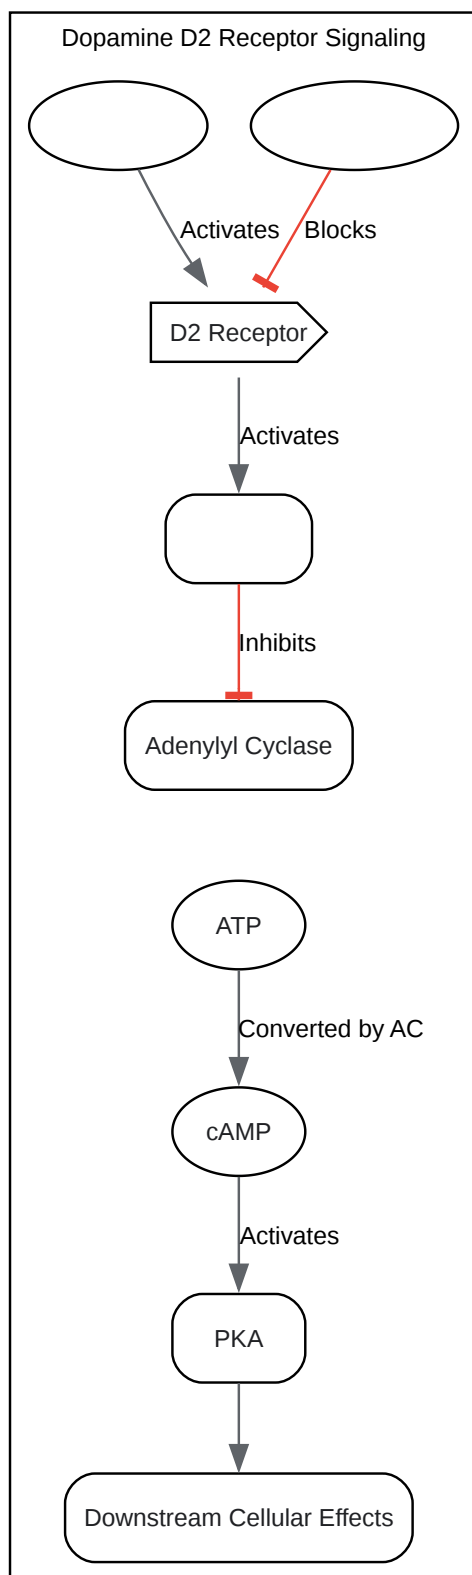 Dopamine D2 Receptor Signaling
Activates
Blocks
D2 Receptor
Activates
Inhibits
Adenylyl Cyclase
ATP
Converted by AC
cAMP
Activates
PKA
Downstream Cellular Effects